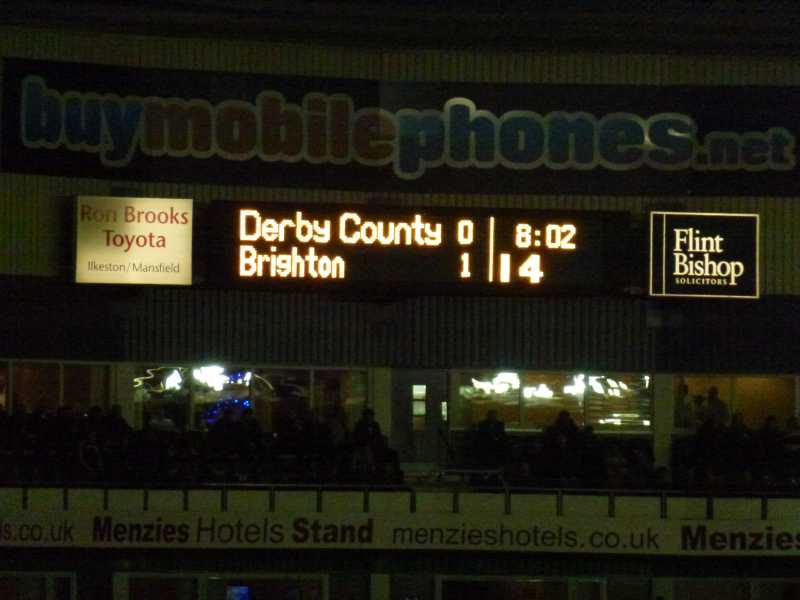 buymobilephones.net
Ron Brooks
Toyota
Ilkeston/Mansfield
Derby County 0
Brighton 1
8:02
14
Flint
Bishop
SOLICITORS
ls.co.uk Menzies Hotels Stand menzieshotels.co.uk Menzies